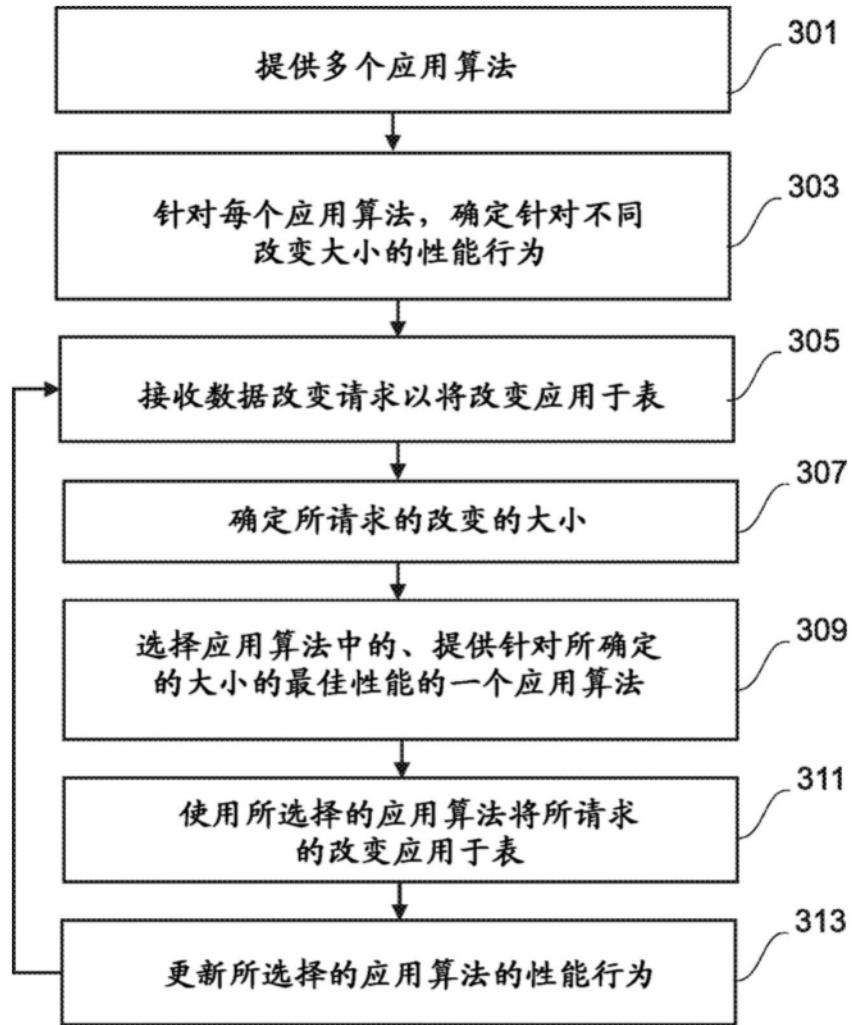 301
提供多个应用算法
303
针对每个应用算法，确定针对不同
改变大小的性能行为
305
接收数据改变请求以将改变应用于表
307
确定所请求的改变的大小
309
选择应用算法中的、提供针对所确定
的大小的最佳性能的一个应用算法
311
使用所选择的应用算法将所请求
的改变应用于表
313
更新所选择的应用算法的性能行为